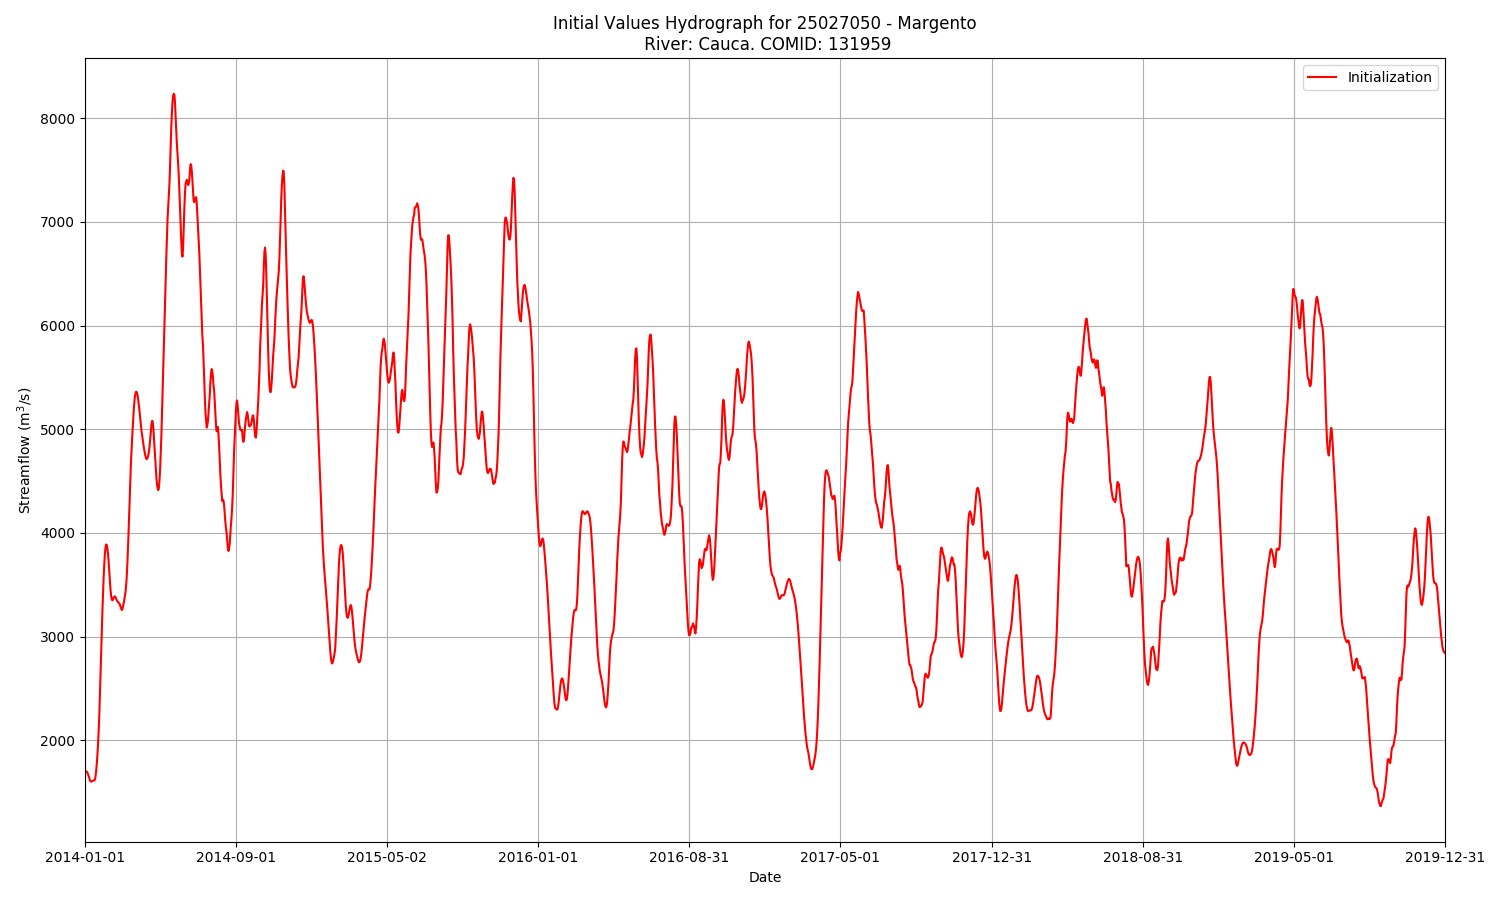 Initial Values Hydrograph for 25027050 - Margento
River: Cauca. COMID: 131959
Initialization
8000
7000
6000
5000
4000
3000
2000
Streamflow (m³/s)
2014-01-01 2014-09-01 2015-05-02 2016-01-01 2016-08-31 2017-05-01 2017-12-31 2018-08-31 2019-05-01 2019-12-31
Date